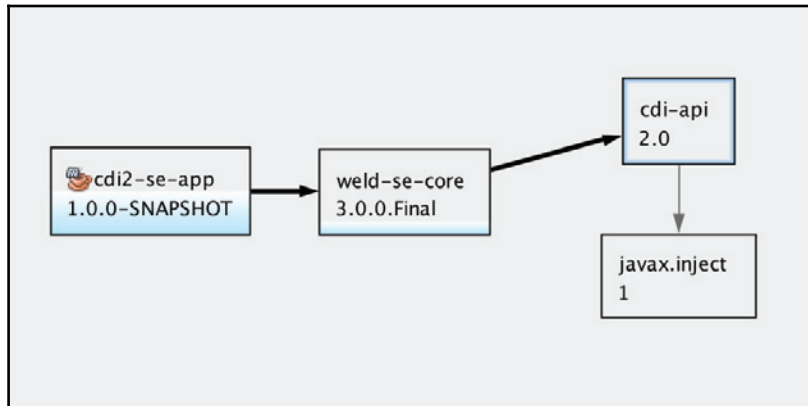 cdi2-se-app
1.0.0-SNAPSHOT
weld-se-core
3.0.0.Final
cdi-api
2.0
javax.inject
1